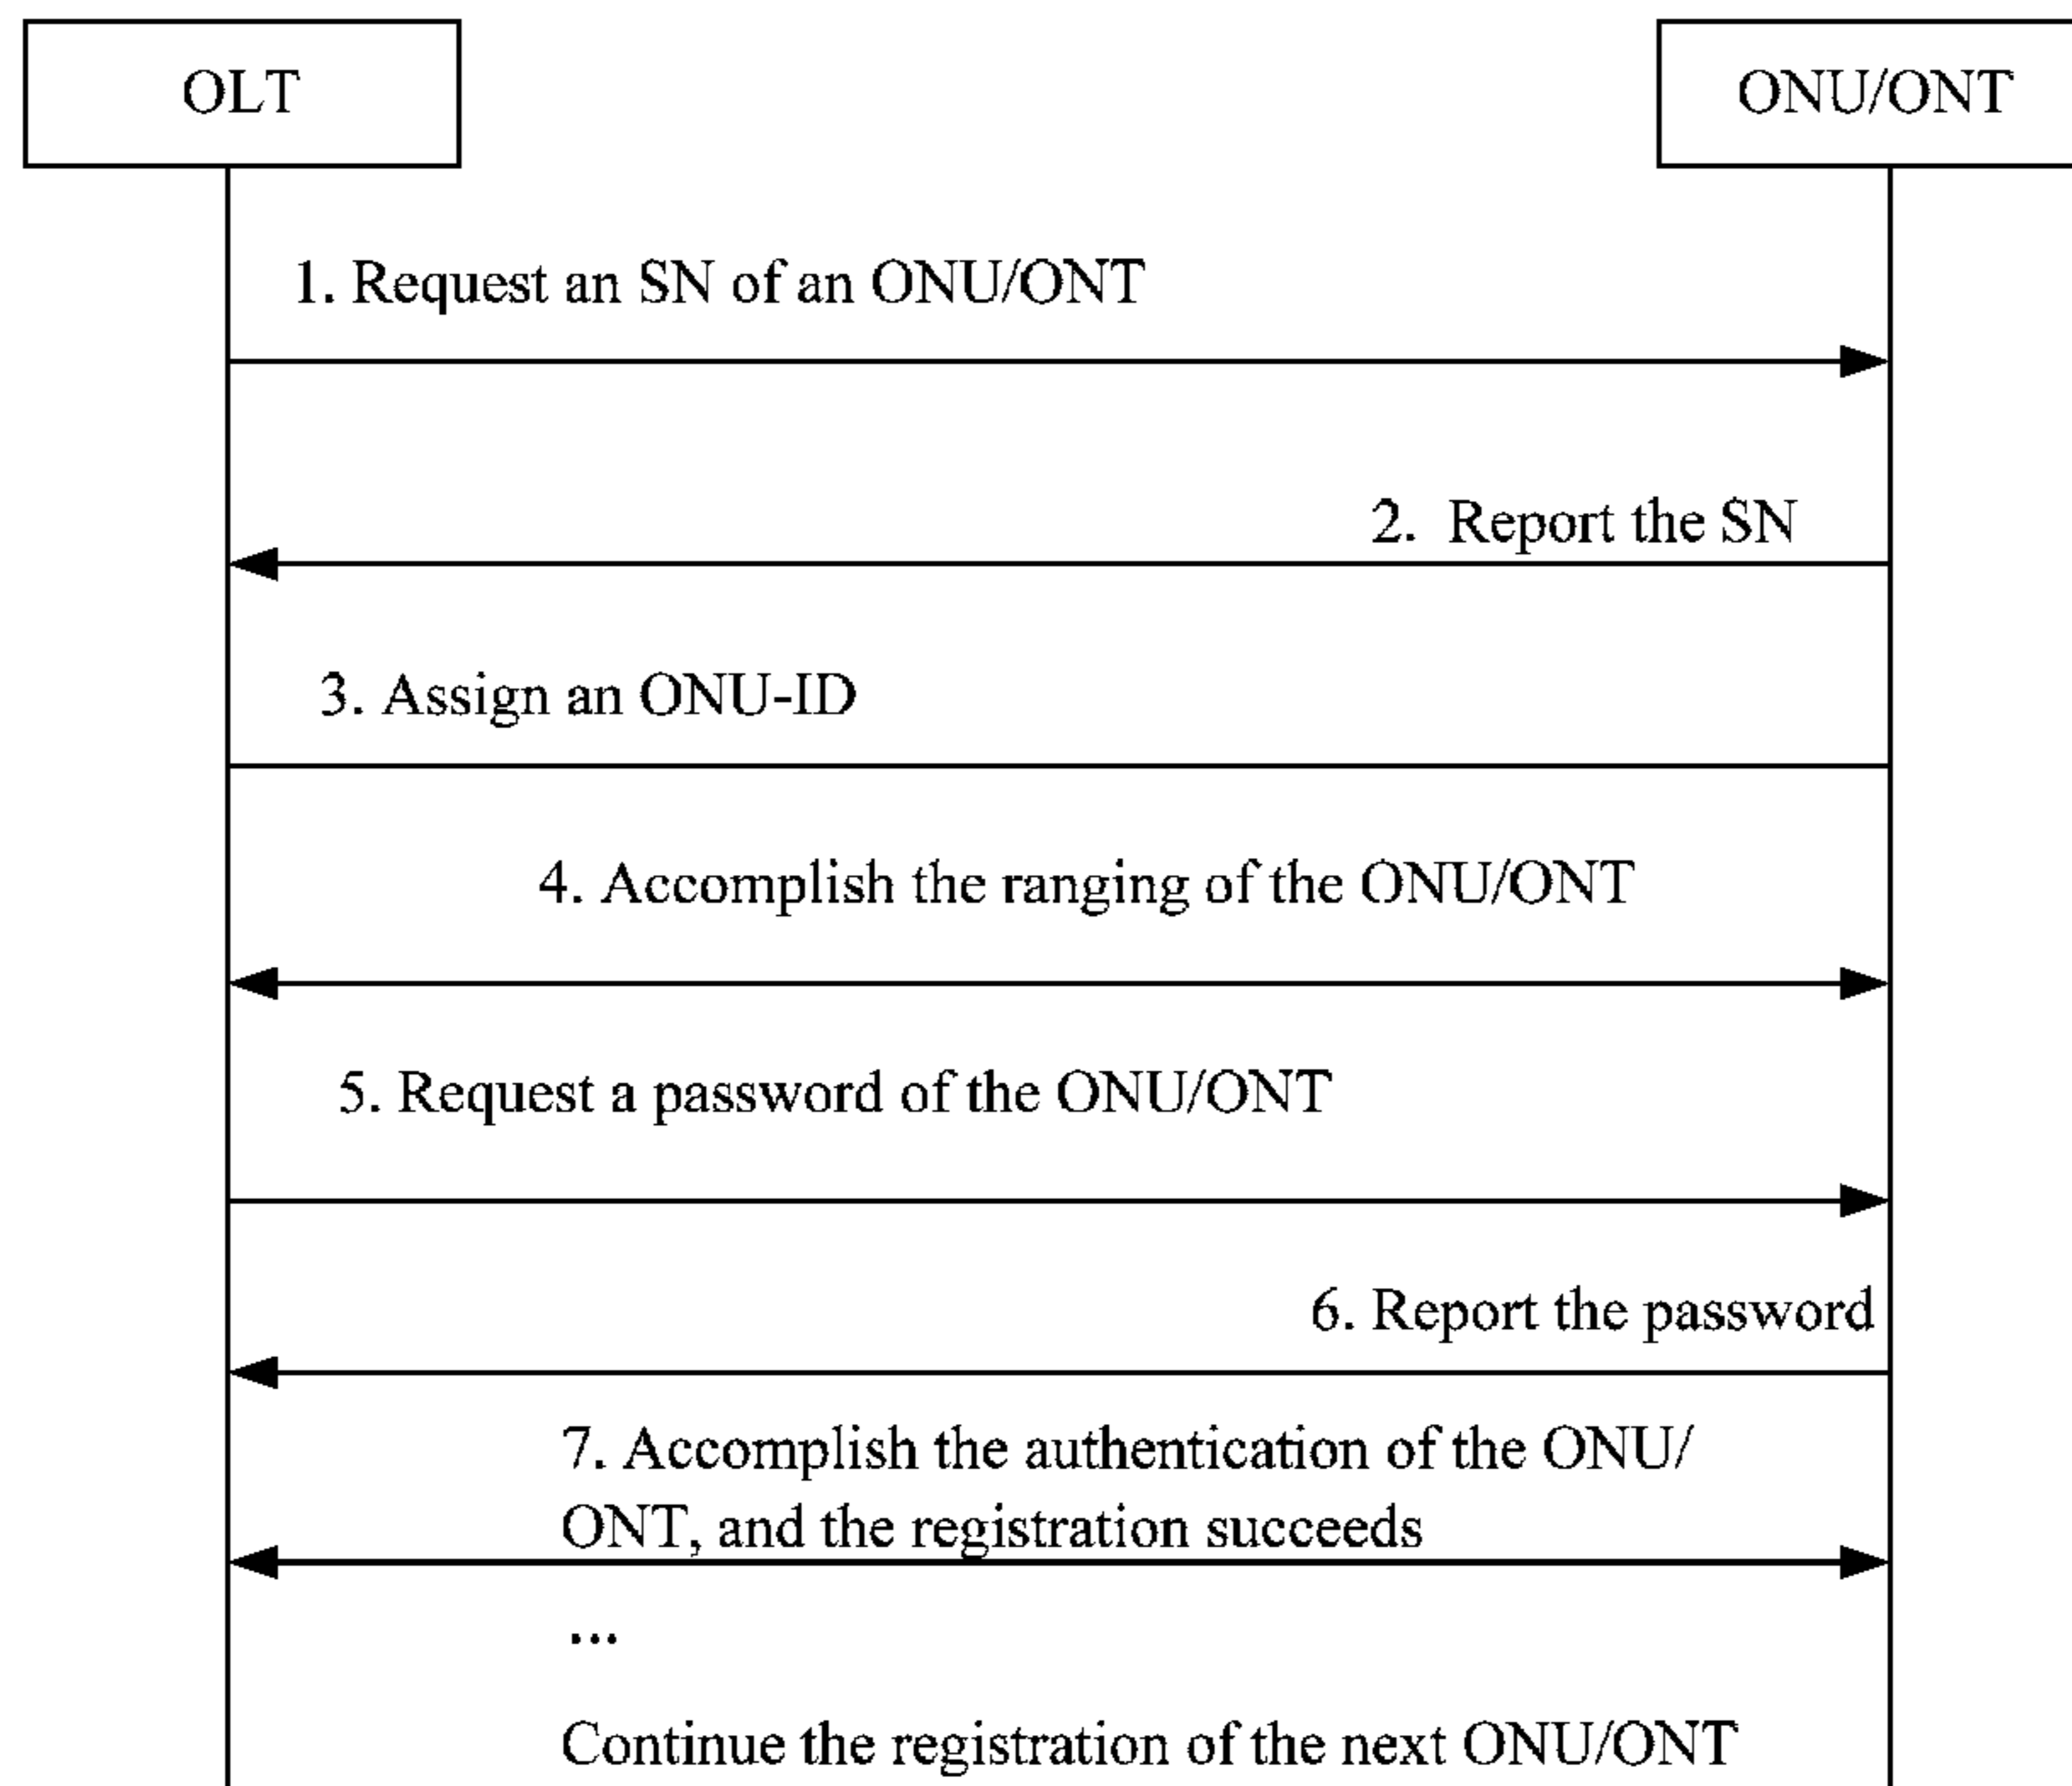 OLT
ONU/ONT
1. Request an SN of an ONU/ONT
2. Report the SN
3. Assign an ONU-ID
4. Accomplish the ranging of the ONU/ONT
5. Request a password of the ONU/ONT
6. Report the password
7. Accomplish the authentication of the ONU/
ONT, and the registration succeeds
...
Continue the registration of the next ONU/ONT